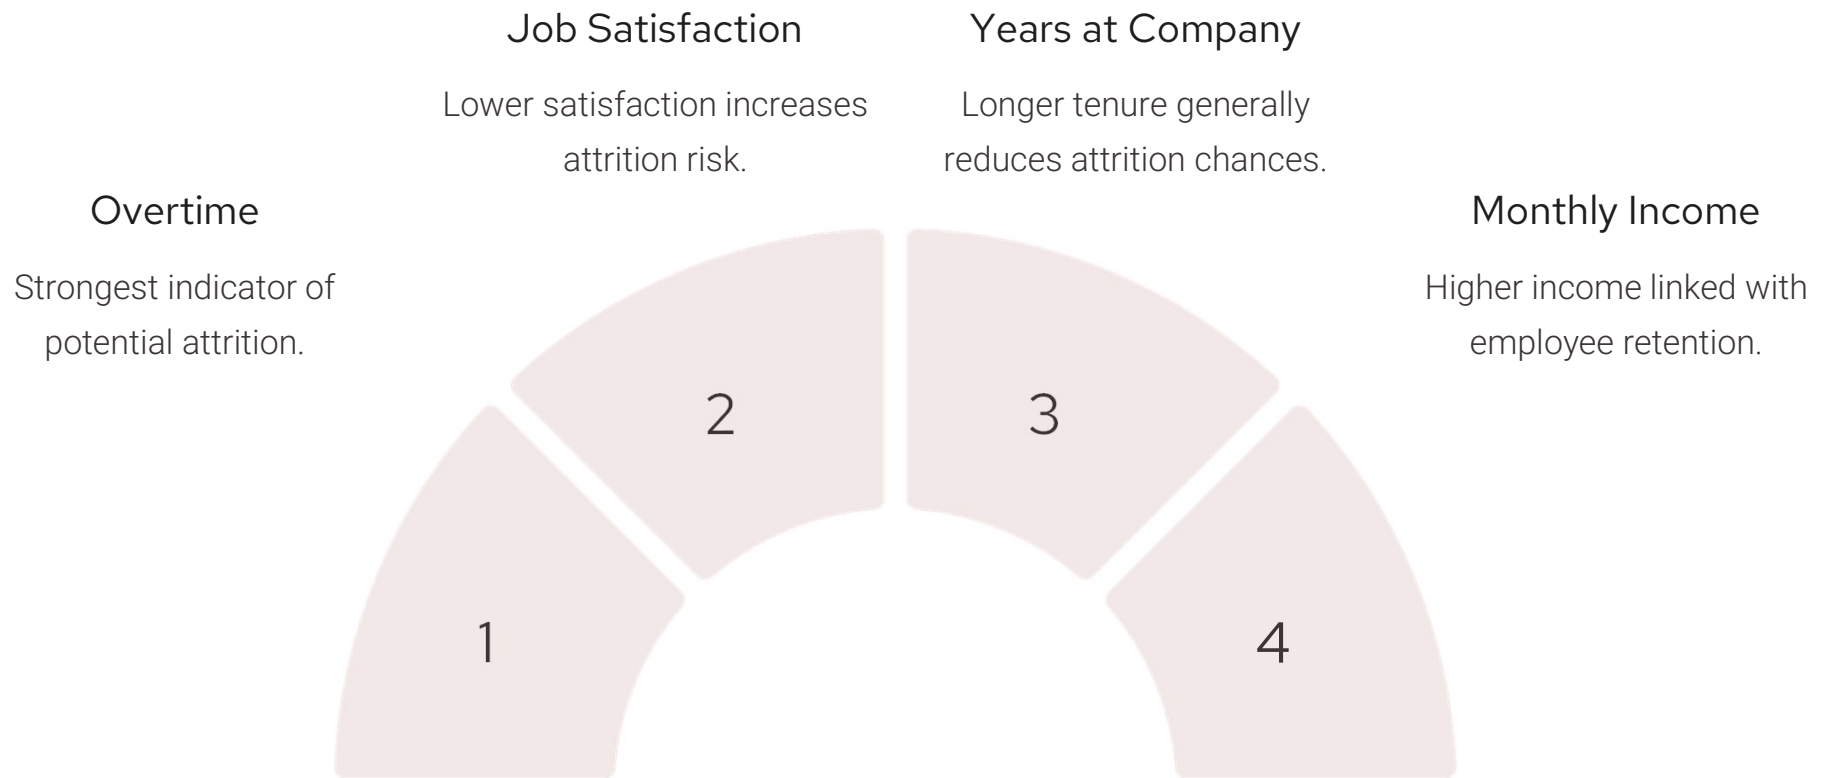 Job Satisfaction
Lower satisfaction increases
attrition risk.
Years at Company
Longer tenure generally
reduces attrition chances.
Overtime
Strongest indicator of
potential attrition.
Monthly Income
Higher income linked with
employee retention.
2
3
1
4